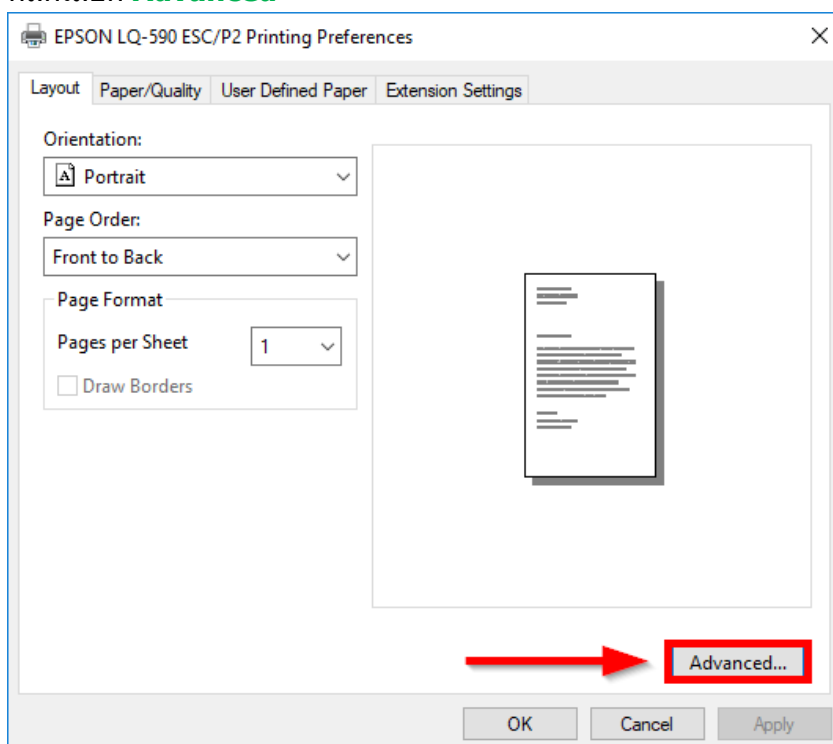 Advanced
EPSON LQ-590 ESC/P2 Printing Preferences
Layout Paper/Quality User Defined Paper Extension Settings
Orientation:
A Portrait
Page Order:
Front to Back
Page Format
Pages per Sheet 1
Draw Borders
Advanced...
OK Cancel Apply